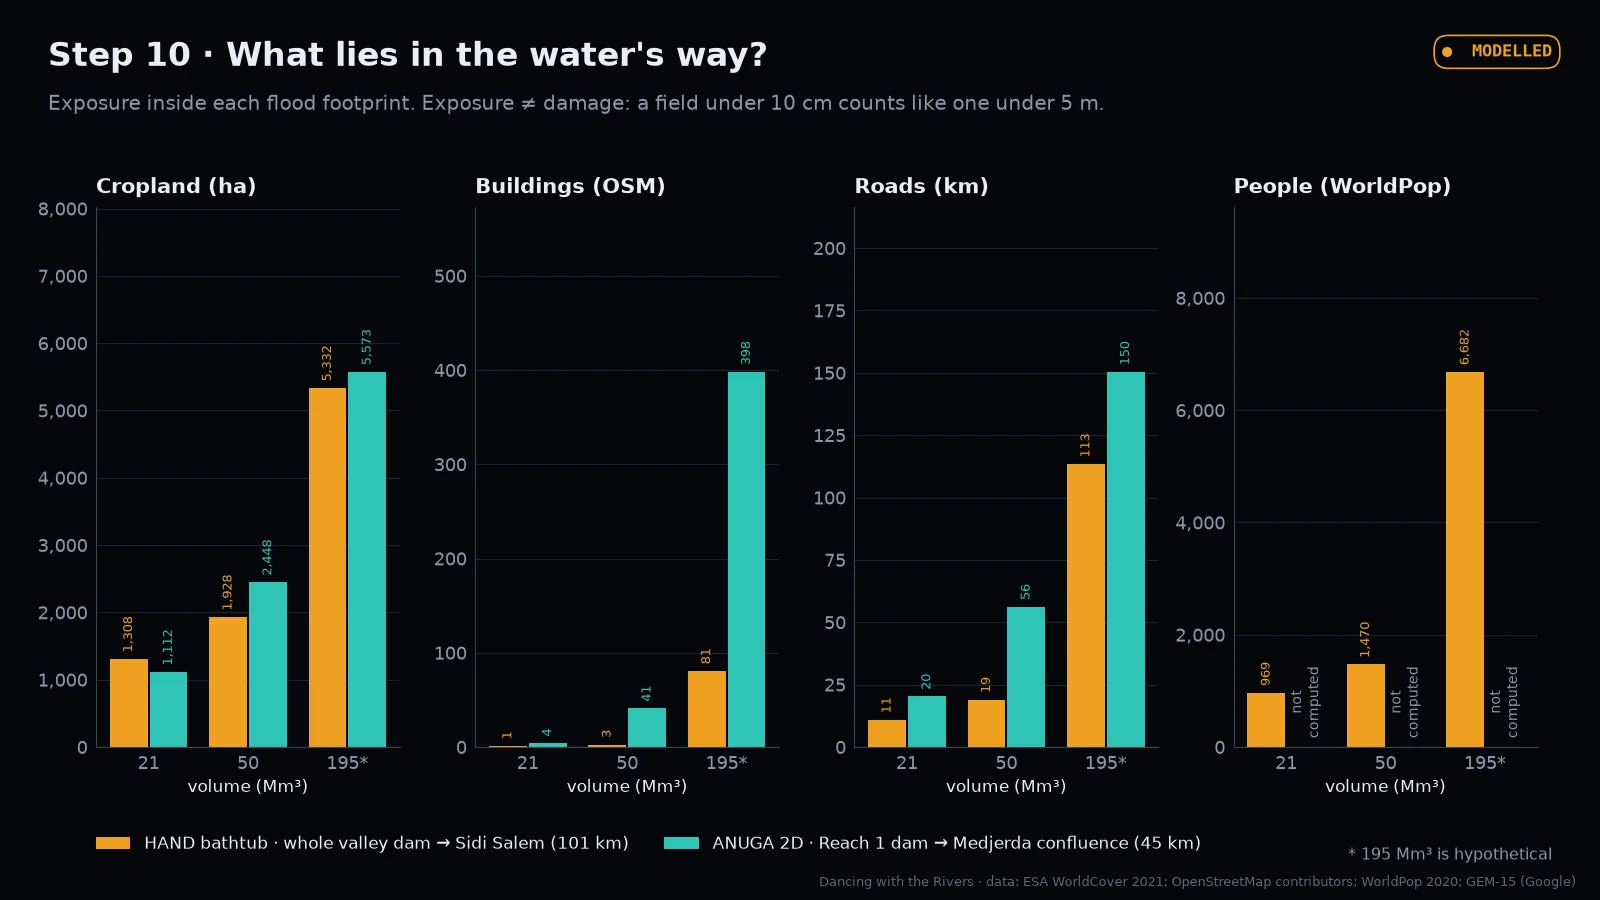 Step 10 · What lies in the water's way?
MODELLED
Exposure inside each flood footprint. Exposure ≠ damage: a field under 10 cm counts like one under 5 m.
Cropland (ha)
8,000
7,000
6,000
5,000
4,000
3,000
2,000
1,000
0
1,308
1,112
1,928
2,448
5,332
5,573
21
50
195*
volume (Mm³)
Buildings (OSM)
500
400
300
200
100
0
1
4
3
41
81
398
21
50
195*
volume (Mm³)
Roads (km)
200
175
150
125
100
75
50
25
0
11
20
19
56
113
150
21
50
195*
volume (Mm³)
People (WorldPop)
8,000
6,000
4,000
2,000
0
969
not
computed
1,470
not
computed
6,682
not
computed
21
50
195*
volume (Mm³)
HAND bathtub · whole valley dam → Sidi Salem (101 km)
ANUGA 2D · Reach 1 dam → Medjerda confluence (45 km)
* 195 Mm³ is hypothetical
Dancing with the Rivers · data: ESA WorldCover 2021; OpenStreetMap contributors; WorldPop 2020; GEM-15 (Google)